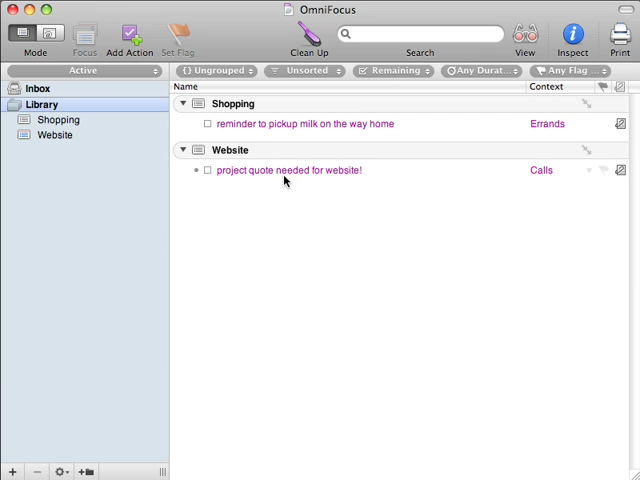 OmniFocus
Mode Focus Add Action Set Flag Clean Up Search View Inspect Print
Active {} Ungrouped Unsorted Remaining Any Durat... Any Flag ...
Inbox
Library
Shopping
Website
Name Context
Shopping
reminder to pickup milk on the way home Errands
Website
project quote needed for website! Calls